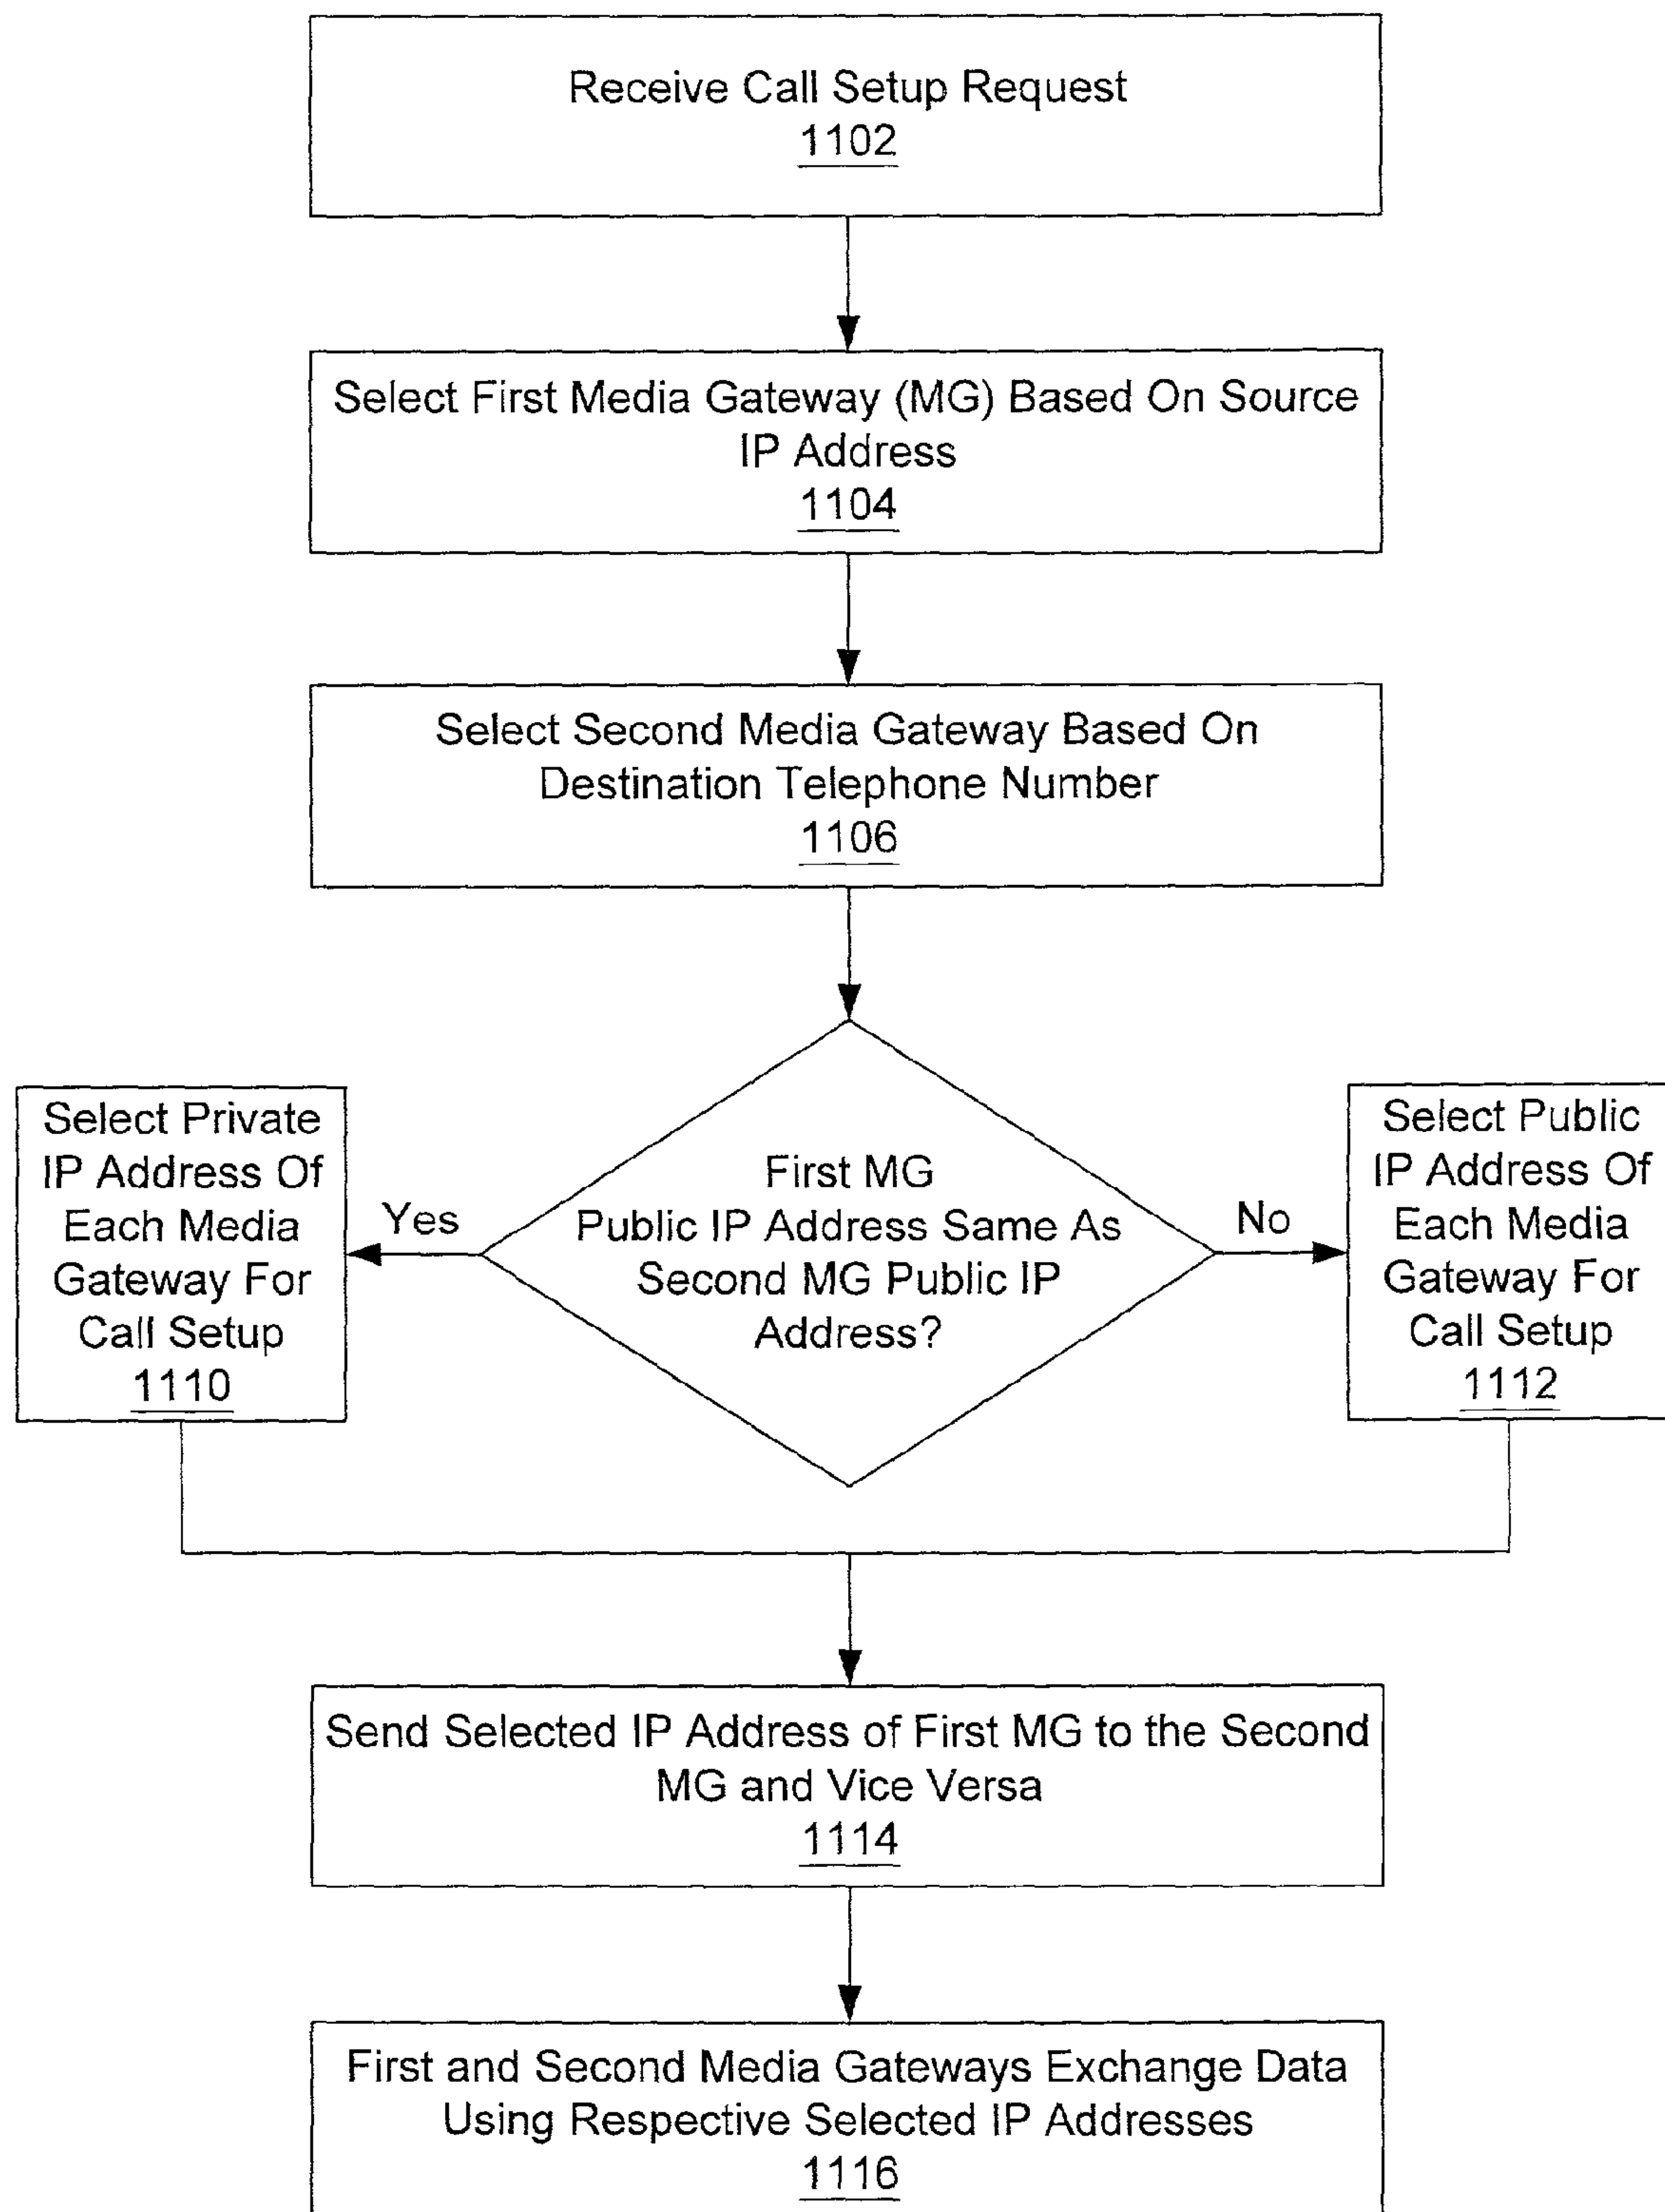 Receive Call Setup Request
1102
Select First Media Gateway (MG) Based On Source
IP Address
1104
Select Second Media Gateway Based On
Destination Telephone Number
1106
Select Private
IP Address Of
Each Media
Gateway For
Call Setup
1110
Yes
First MG
Public IP Address Same As
Second MG Public IP
Address?
No
Select Public
IP Address Of
Each Media
Gateway For
Call Setup
1112
Send Selected IP Address of First MG to the Second
MG and Vice Versa
1114
First and Second Media Gateways Exchange Data
Using Respective Selected IP Addresses
1116